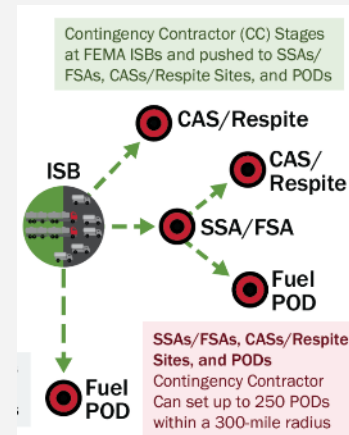 Contingency Contractor (CC) Stages
at FEMA ISBs and pushed to SSAs/
FSAs, CASs/Respite Sites, and PODs
CAS/Respite
ISB
CAS/
Respite
SSA/FSA
Fuel
POD
SSAs/FSAs, CASs/Respite
Sites, and PODs
Contingency Contractor
Can set up to 250 PODs
within a 300-mile radius
Fuel
POD